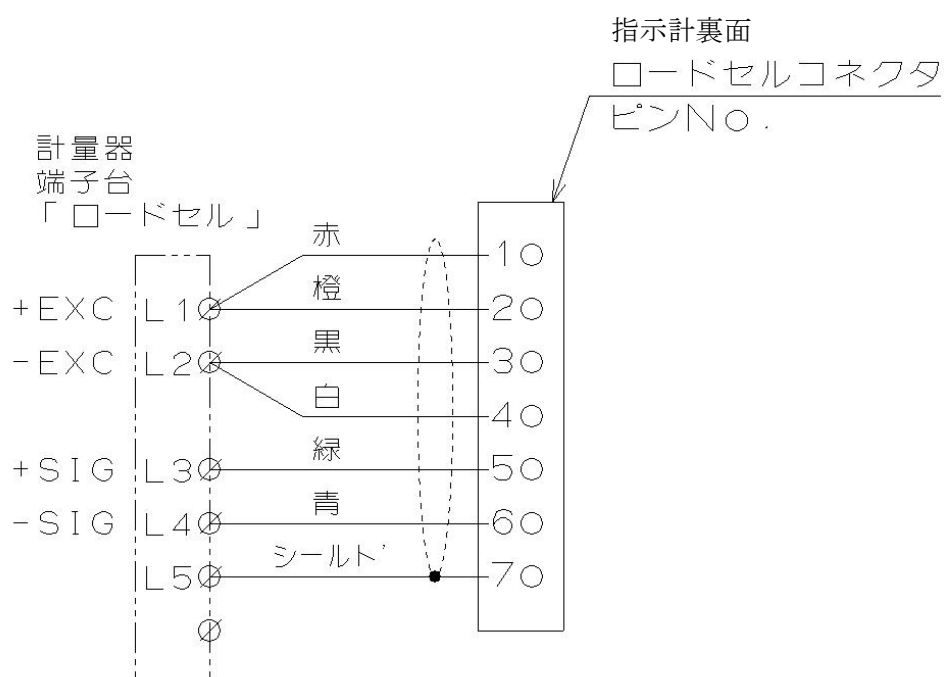 指示計裏面
ロードセルコネクタ
ピンNo.
計量器
端子台
「ロードセル」
赤
1
橙
+EXC L1
2
黒
-EXC L2
3
白
4
緑
+SIG L3
5
青
-SIG L4
6
シールド
L5
7